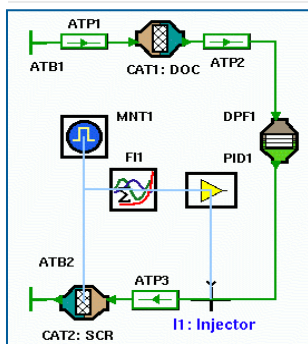 ATP1
ATB1
CAT1: DOC
ATP2
MNT1
DPF1
FI1
PID1
ATB2
ATP3
CAT2: SCR
I1: Injector